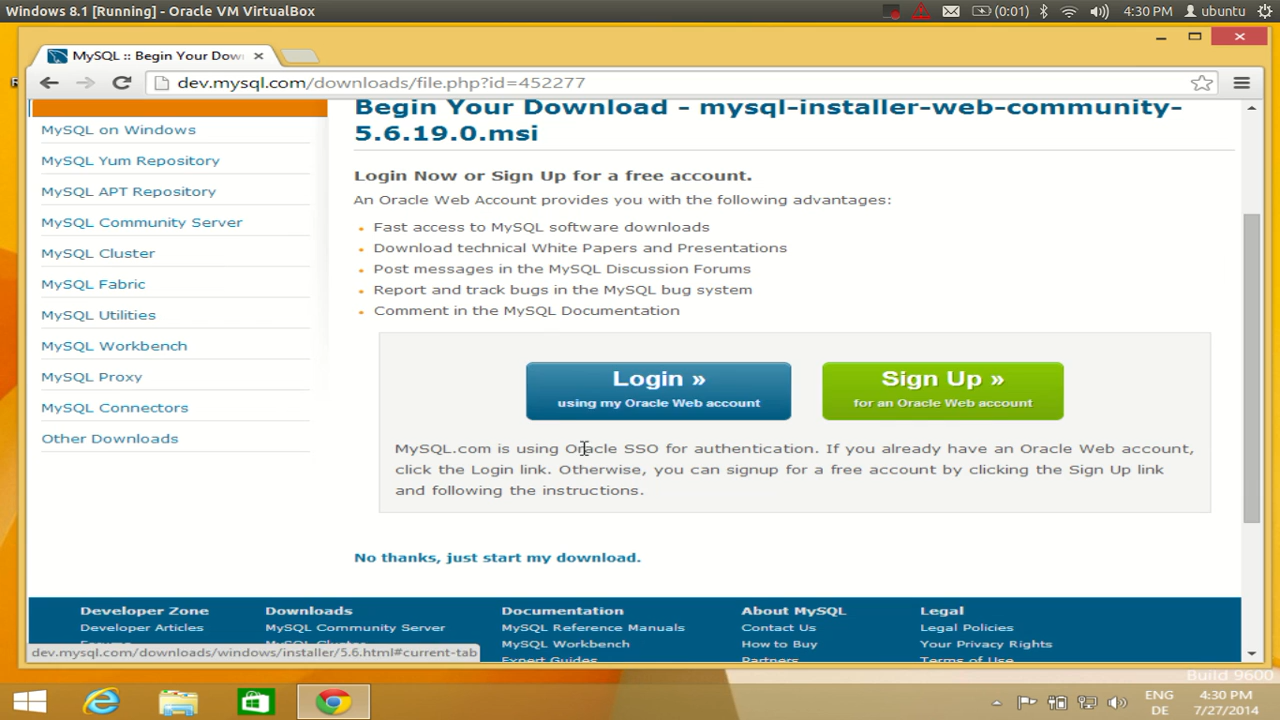 Windows 8.1 [Running] - Oracle VM VirtualBox
(0:01) 4:30 PM ubuntu
MySQL :: Begin Your Dow
dev.mysql.com/downloads/file.php?id=452277
MySQL on Windows
MySQL Yum Repository
MySQL APT Repository
MySQL Community Server
MySQL Cluster
MySQL Fabric
MySQL Utilities
MySQL Workbench
MySQL Proxy
MySQL Connectors
Other Downloads
Begin Your Download - mysql-installer-web-community-
5.6.19.0.msi
Login Now or Sign Up for a free account.
An Oracle Web Account provides you with the following advantages:
Fast access to MySQL software downloads
Download technical White Papers and Presentations
Post messages in the MySQL Discussion Forums
Report and track bugs in the MySQL bug system
Comment in the MySQL Documentation
Login »
using my Oracle Web account
Sign Up »
for an Oracle Web account
MySQL.com is using Oracle SSO for authentication. If you already have an Oracle Web account,
click the Login link. Otherwise, you can signup for a free account by clicking the Sign Up link
and following the instructions.
No thanks, just start my download.
Developer Zone
Developer Articles
Downloads
MySQL Community Server
MySQL Cluster
Documentation
MySQL Reference Manuals
MySQL Workbench
Expert Guides
About MySQL
Contact Us
How to Buy
Partners
Legal
Legal Policies
Your Privacy Rights
Terms of Use
dev.mysql.com/downloads/windows/installer/5.6.html#current-tab
Build 9600
ENG
DE
4:30 PM
7/27/2014